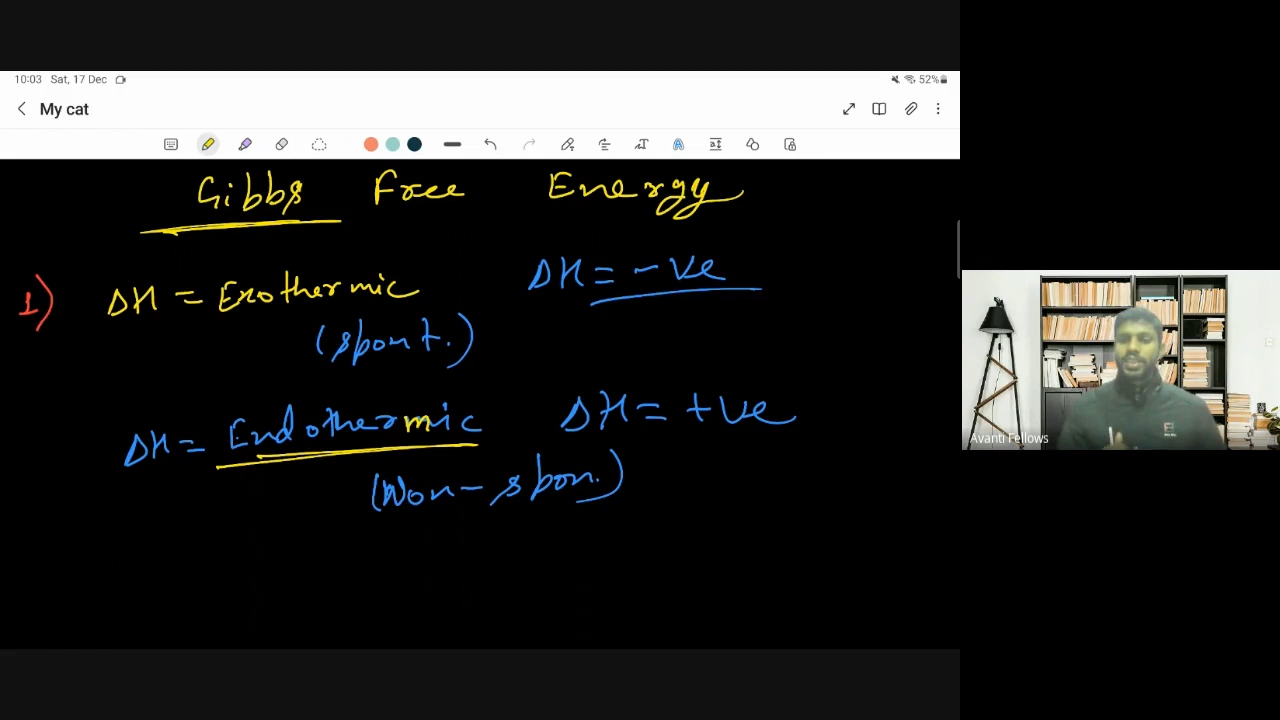 10:03 Sat, 17 Dec
52%
My cat
Gibbs Free Energy
1) ΔH = Exothermic ΔH = -ve
(spont.)
ΔH = Endothermic ΔH = +ve
(Non-spon.)
Avanti Fellows